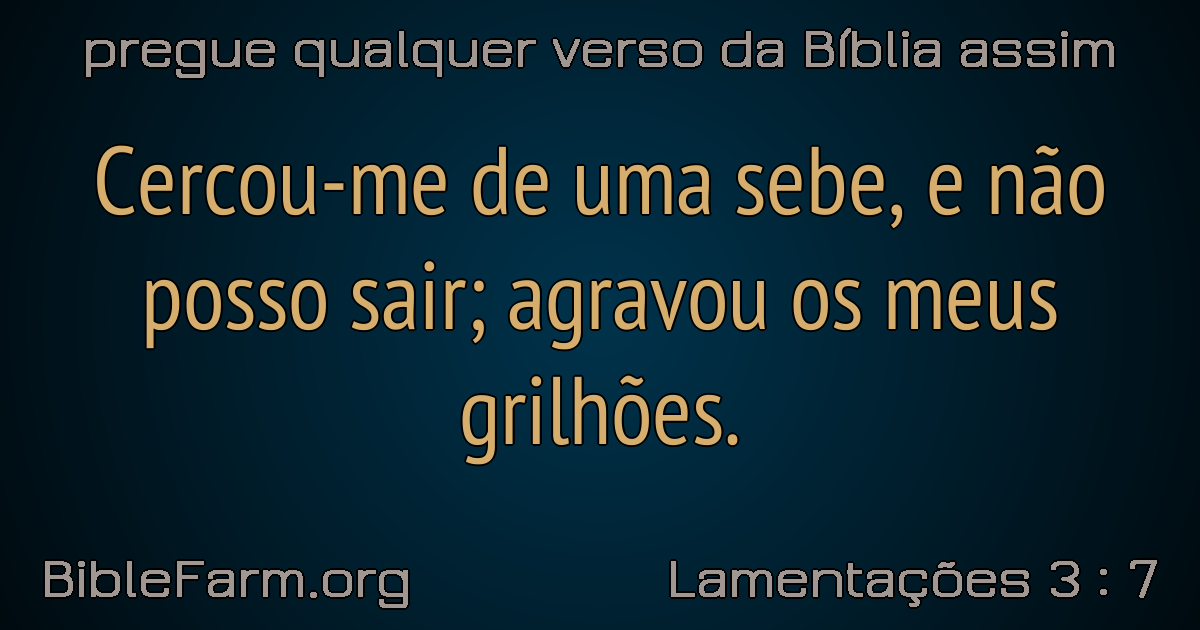 pregue qualquer verso da Bíblia assim
Cercou-me de uma sebe, e não
posso sair; agravou os meus
grilhões.
BibleFarm.org
Lamentações 3 : 7